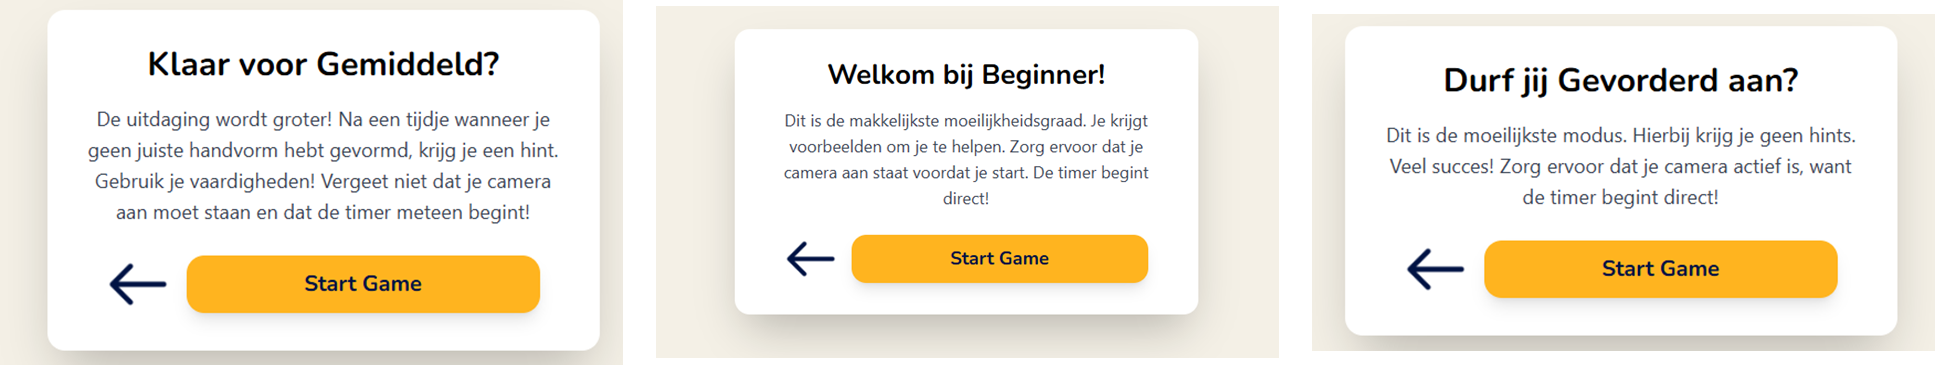 Klaar voor Gemiddeld?
De uitdaging wordt groter! Na een tijdje wanneer je
geen juiste handvorm hebt gevormd, krijg je een hint.
Gebruik je vaardigheden! Vergeet niet dat je camera
aan moet staan en dat de timer meteen begint!
Start Game
Welkom bij Beginner!
Dit is de makkelijkste moeilijkheidsgraad. Je krijgt
voorbeelden om je te helpen. Zorg ervoor dat je
camera aan staat voordat je start. De timer begint
direct!
Start Game
Durf jij Gevorderd aan?
Dit is de moeilijkste modus. Hierbij krijg je geen hints.
Veel succes! Zorg ervoor dat je camera actief is, want
de timer begint direct!
Start Game